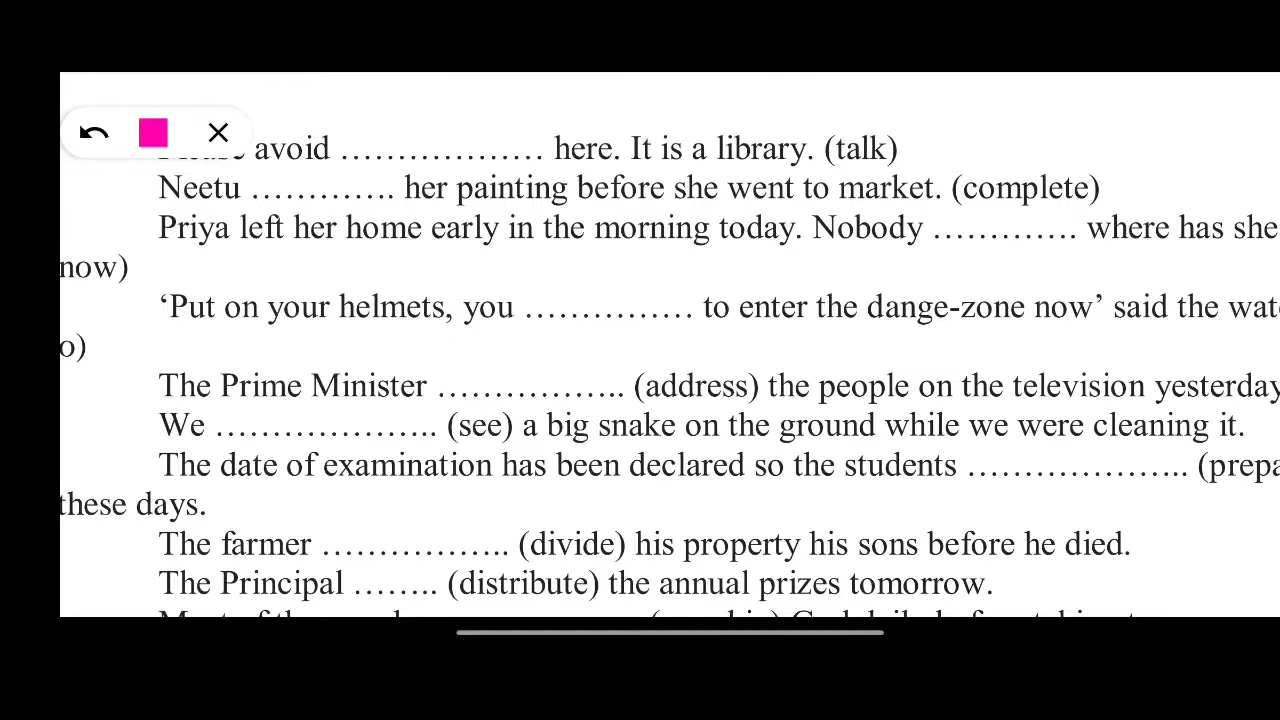 avoid ……………… here. It is a library. (talk)
Neetu …………. her painting before she went to market. (complete)
Priya left her home early in the morning today. Nobody …………. where has she
now)
‘Put on your helmets, you …………… to enter the dange-zone now’ said the
o)
The Prime Minister …………….. (address) the people on the television yesterday
We ……………….. (see) a big snake on the ground while we were cleaning it.
The date of examination has been declared so the students ……………….. (prepa
these days.
The farmer …………….. (divide) his property his sons before he died.
The Principal …….. (distribute) the annual prizes tomorrow.